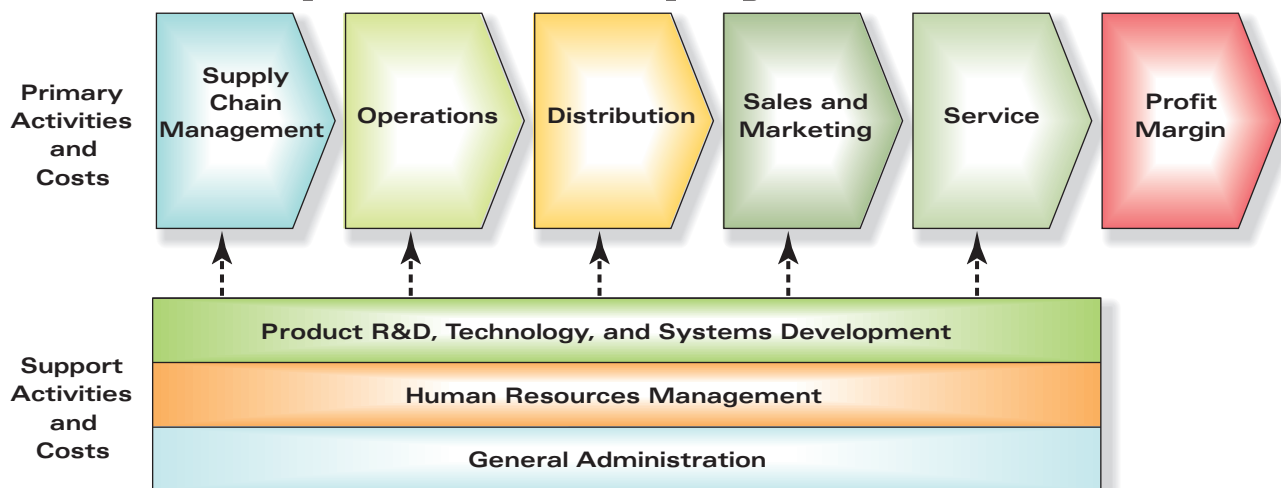 Primary
Activities
and
Costs
Supply
Chain
Management
Operations
Distribution
Sales and
Marketing
Service
Profit
Margin
Support
Activities
and
Costs
Product R&D, Technology, and Systems Development
Human Resources Management
General Administration